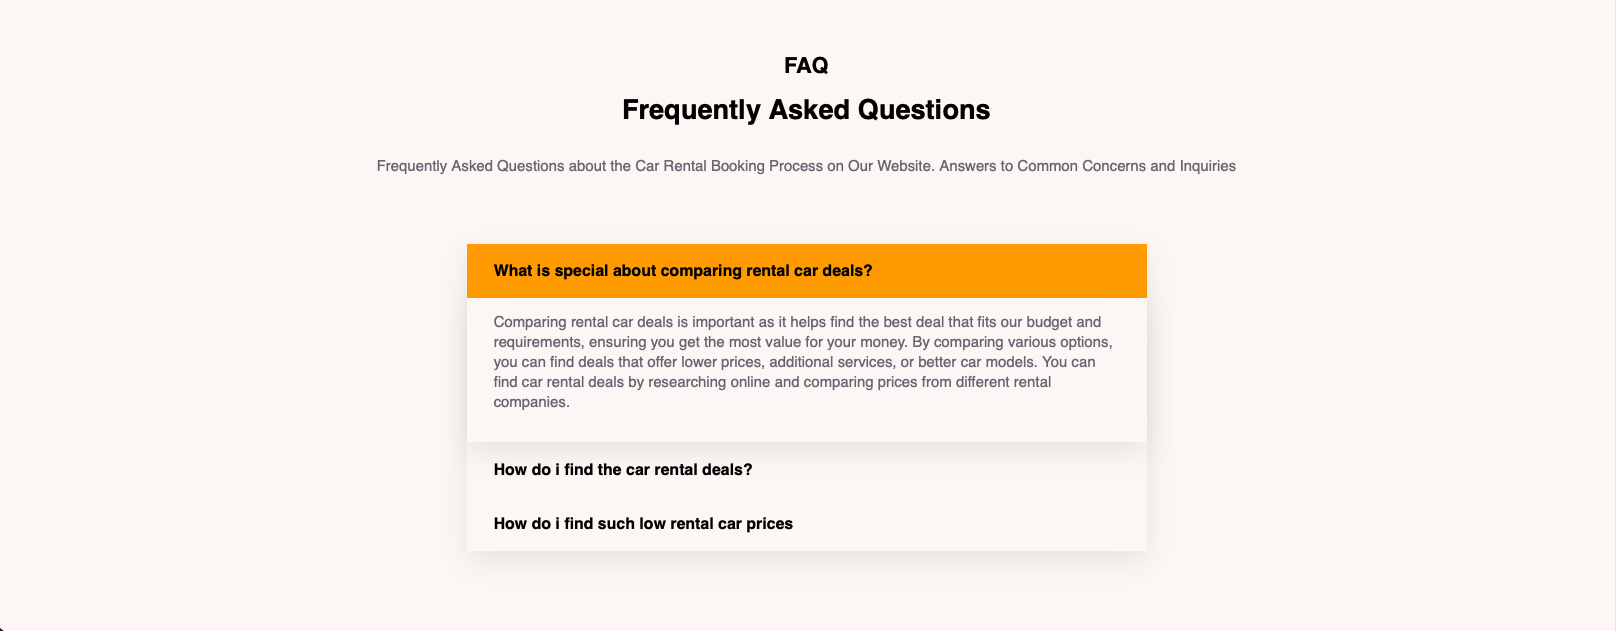 FAQ
Frequently Asked Questions
Frequently Asked Questions about the Car Rental Booking Process on Our Website. Answers to Common Concerns and Inquiries
What is special about comparing rental car deals?
Comparing rental car deals is important as it helps find the best deal that fits our budget and
requirements, ensuring you get the most value for your money. By comparing various options,
you can find deals that offer lower prices, additional services, or better car models. You can
find car rental deals by researching online and comparing prices from different rental
companies.
How do i find the car rental deals?
How do i find such low rental car prices